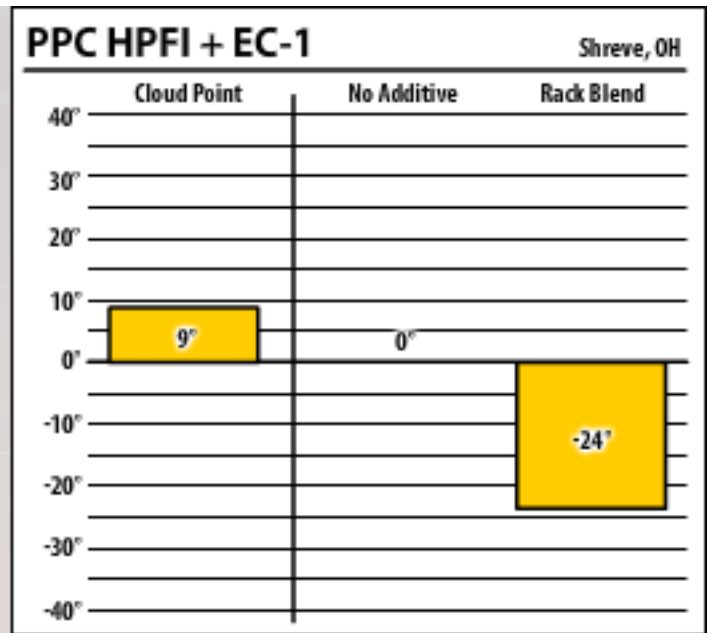 PPC HPFI + EC-1
Shreve, OH
Cloud Point
No Additive
Rack Blend
40°
30°
20°
10°
0°
-10°
-20°
-30°
-40°
9°
0°
-24°